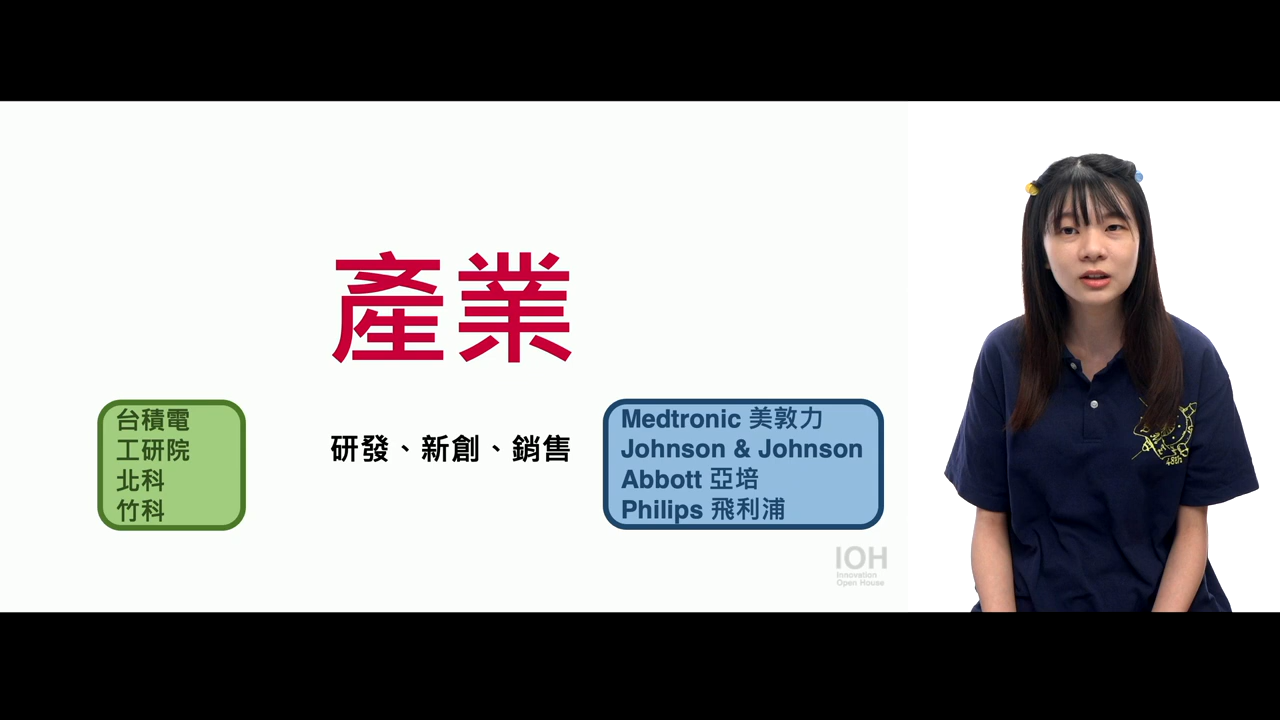 產業
台積電
工研院
北科
竹科
研發、新創、銷售
Medtronic 美敦力
Johnson & Johnson
Abbott 亞培
Philips 飛利浦
IOH
Innovation
Open House
48th